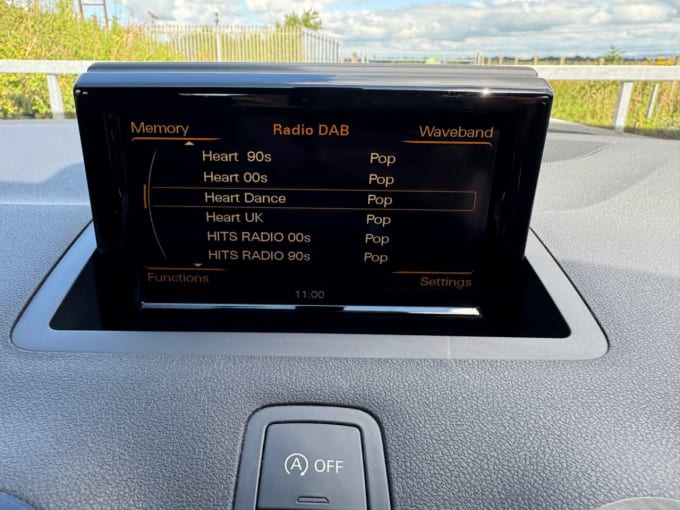 Memory Radio DAB Waveband
Heart 90s Pop
Heart 00s Pop
Heart Dance Pop
Heart UK Pop
HITS RADIO 00s Pop
HITS RADIO 90s Pop
Functions Settings
11:00
A OFF